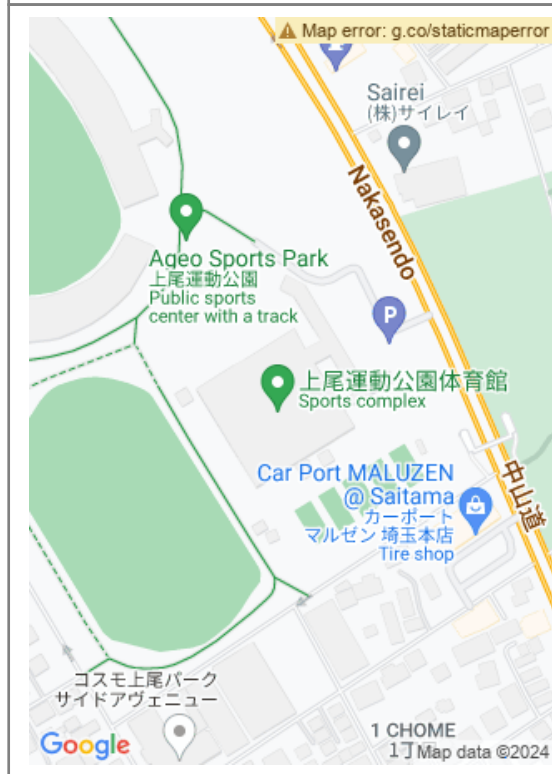 Map error: g.co/staticmaperror
Sairei
(株)サイレイ
Nakasendo
Ageo Sports Park
上尾運動公園
Public sports
center with a track
P
上尾運動公園体育館
Sports complex
Car Port MALUZEN
@ Saitama
カーポート
マルゼン 埼玉本店
Tire shop
中山道
コスモ上尾パーク
サイドアヴェニュー
1 CHOME
1丁
Google
Map data ©2024